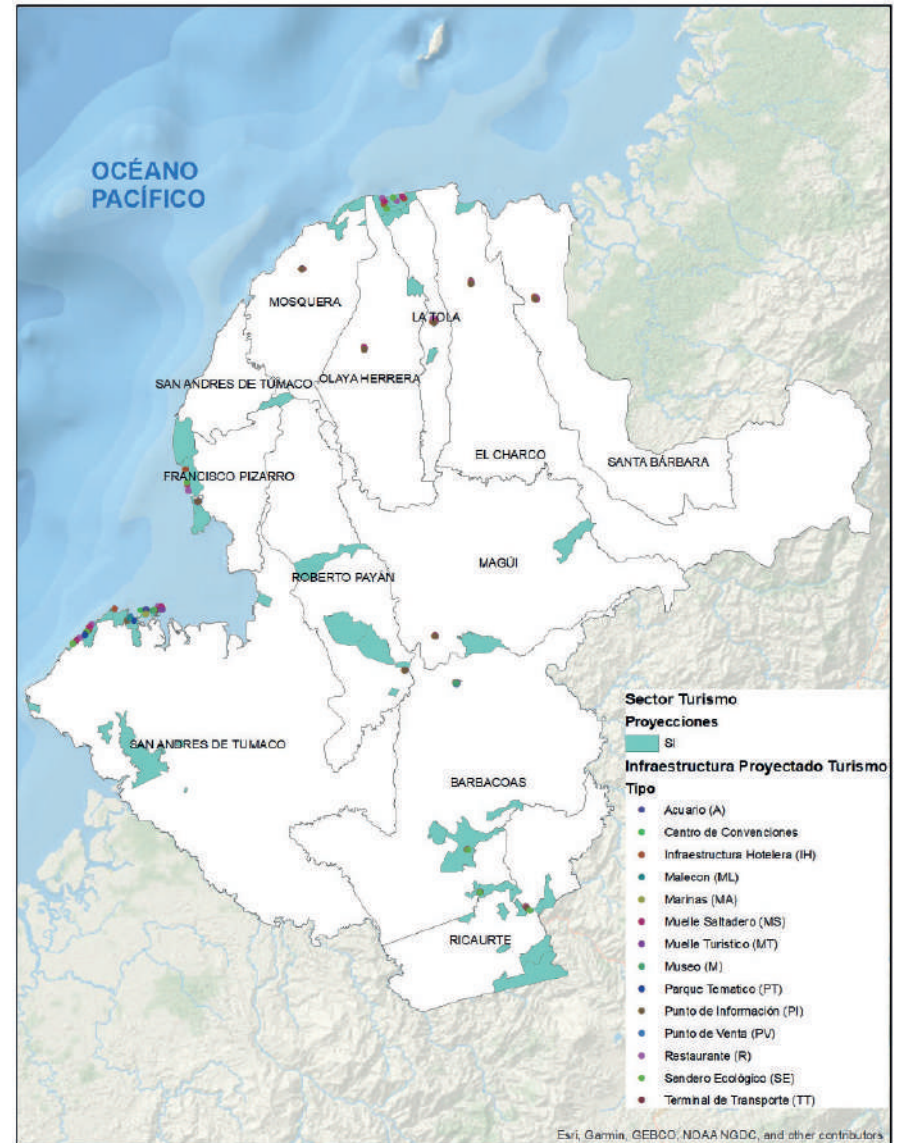 OCÉANO
PACÍFICO
MOSQUERA
LA TOLA
SAN ANDRES DE TUMACO
OLAYA HERRERA
EL CHARCO
SANTA BÁRBARA
FRANCISCO PIZARRO
MAGÜI
ROBERTO PAYÁN
SAN ANDRES DE TUMACO
BARBACOAS
RICAURTE
Sector Turismo
Proyecciones
SI
Infraestructura Proyectado Turismo
Tipo
Acuario (A)
Centro de Convenciones
Infraestructura Hotelera (IH)
Malecon (ML)
Marinas (MA)
Muelle Saltadero (MS)
Muelle Turistico (MT)
Museo (M)
Parque Tematico (PT)
Punto de Información (PI)
Punto de Venta (PV)
Restaurante (R)
Sendero Ecológico (SE)
Terminal de Transporte (TT)
Esri, Garmin, GEBCO, NOAA NGDC, and other contributors